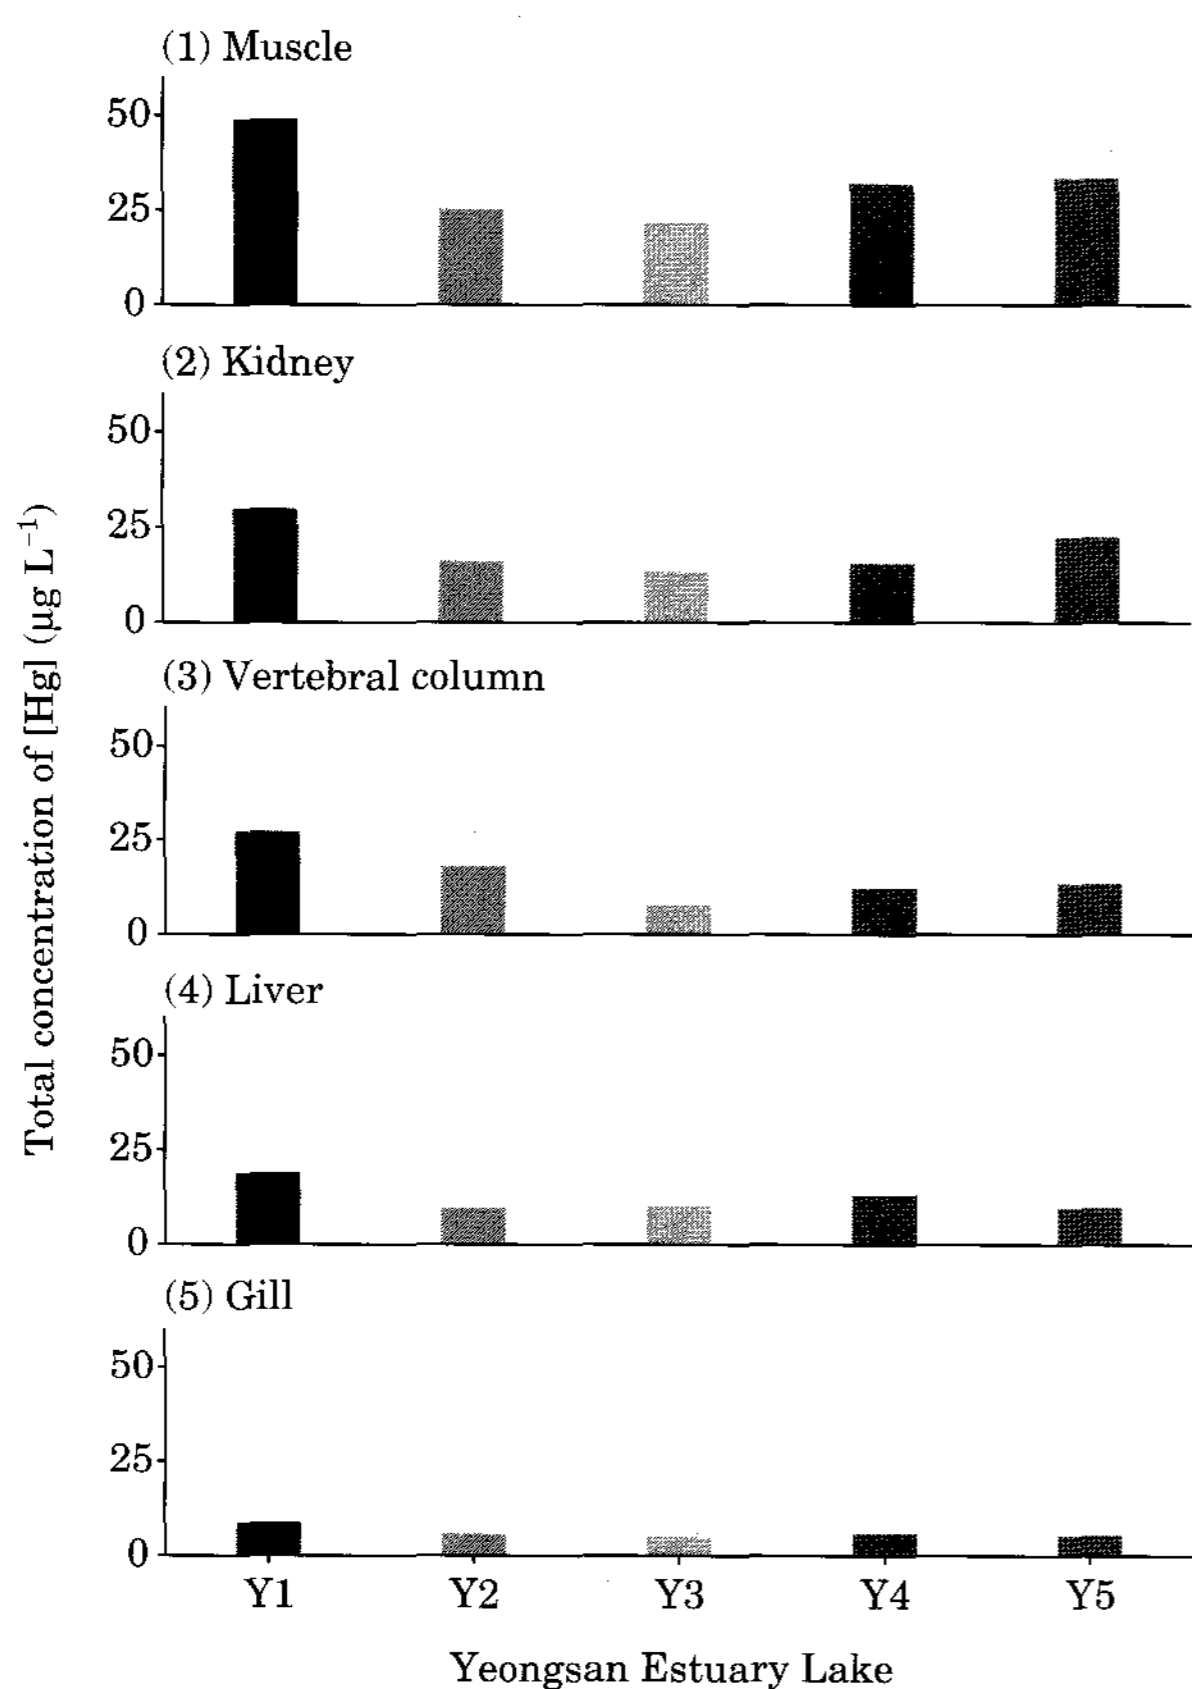 (1) Muscle
50
25
0
(2) Kidney
50
25
0
(3) Vertebral column
50
25
0
(4) Liver
50
25
0
(5) Gill
50
25
0
Y1 Y2 Y3 Y4 Y5
Yeongsan Estuary Lake
Total concentration of [Hg] (µg L⁻¹)